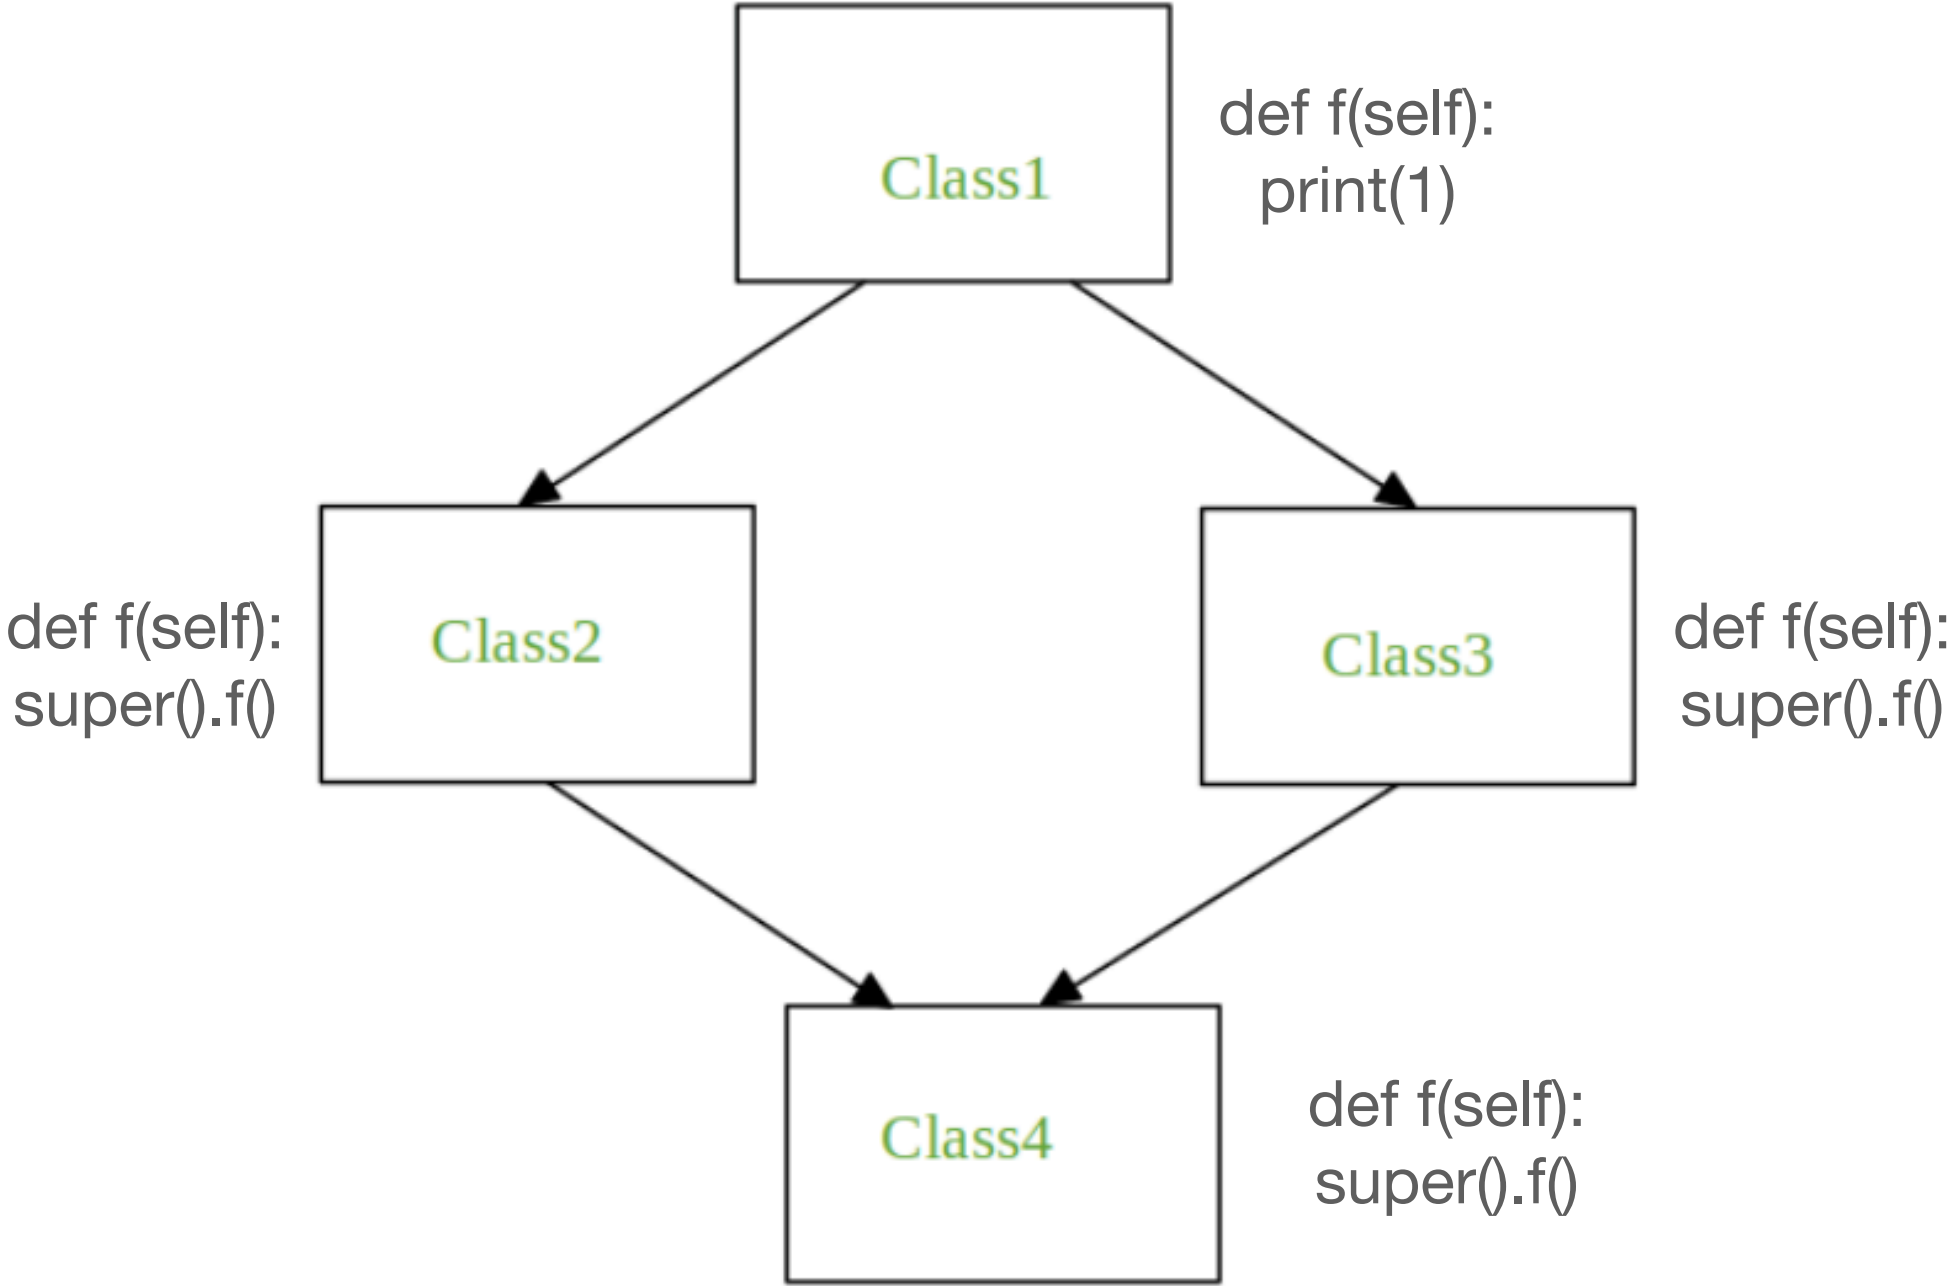 Class1
def f(self):
print(1)
def f(self):
super().f()
Class2
Class3
def f(self):
super().f()
Class4
def f(self):
super().f()